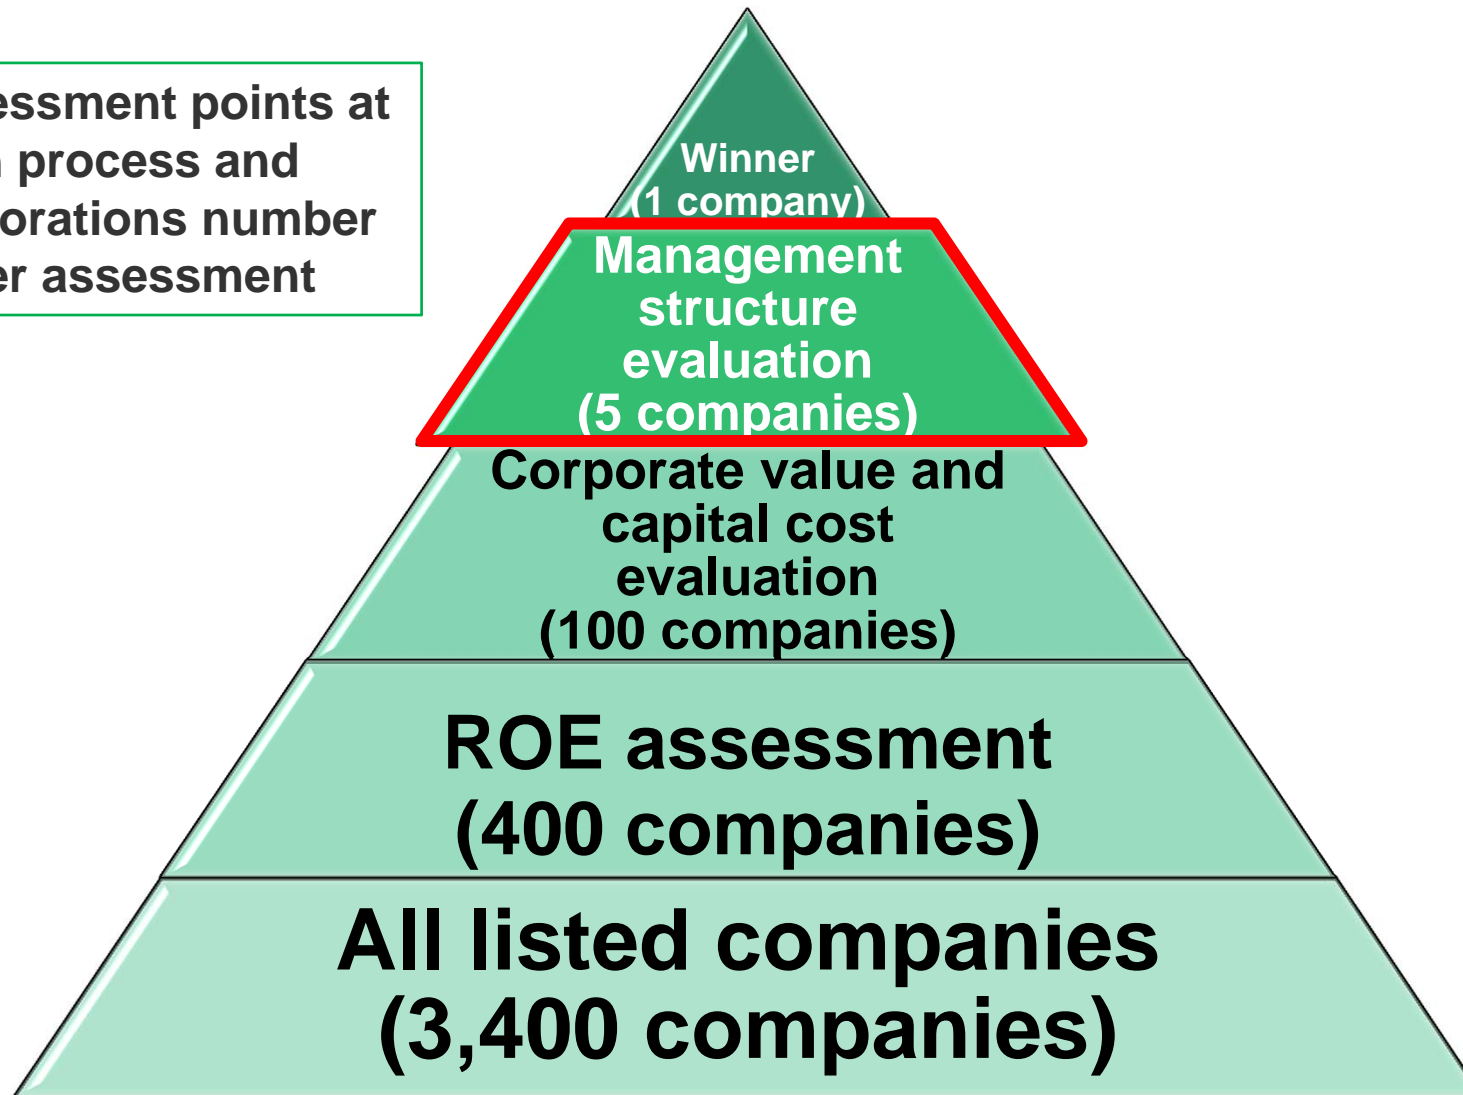 essment points at
process and
orations number
er assessment
Winner
(1 company)
Management
structure
evaluation
(5 companies)
Corporate value and
capital cost
evaluation
(100 companies)
ROE assessment
(400 companies)
All listed companies
(3,400 companies)